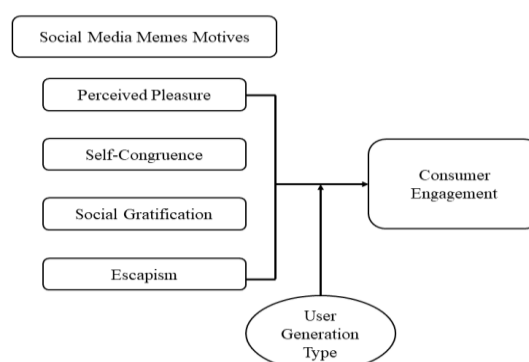 Social Media Memes Motives
Perceived Pleasure
Self-Congruence
Social Gratification
Escapism
Consumer
Engagement
User
Generation
Type